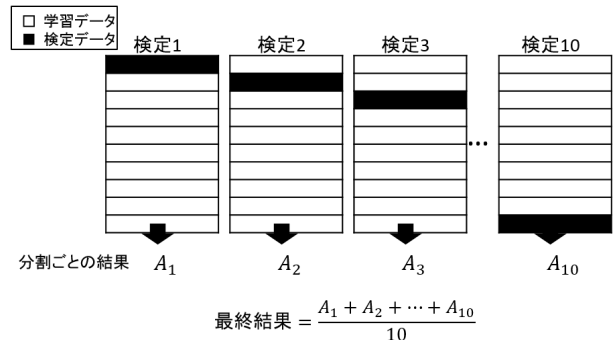 □ 学習データ
■ 検定データ
検定1 検定2 検定3 検定10
…
分割ごとの結果 A₁ A₂ A₃ A₁₀
最終結果 = (A₁ + A₂ + ⋯ + A₁₀) / 10